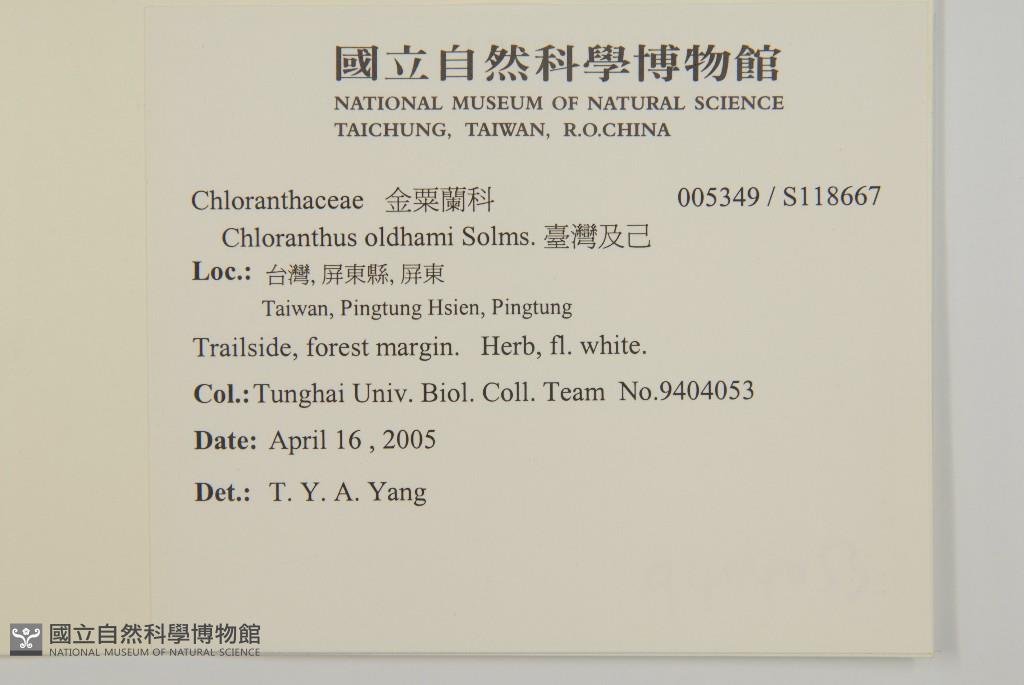 國立自然科學博物館
NATIONAL MUSEUM OF NATURAL SCIENCE
TAICHUNG, TAIWAN, R.O.CHINA
Chloranthaceae 金粟蘭科 005349 / S118667
Chloranthus oldhami Solms. 臺灣及己
Loc.: 台灣, 屏東縣, 屏東
Taiwan, Pingtung Hsien, Pingtung
Trailside, forest margin. Herb, fl. white.
Col.: Tunghai Univ. Biol. Coll. Team No.9404053
Date: April 16 , 2005
Det.: T. Y. A. Yang
國立自然科學博物館
NATIONAL MUSEUM OF NATURAL SCIENCE